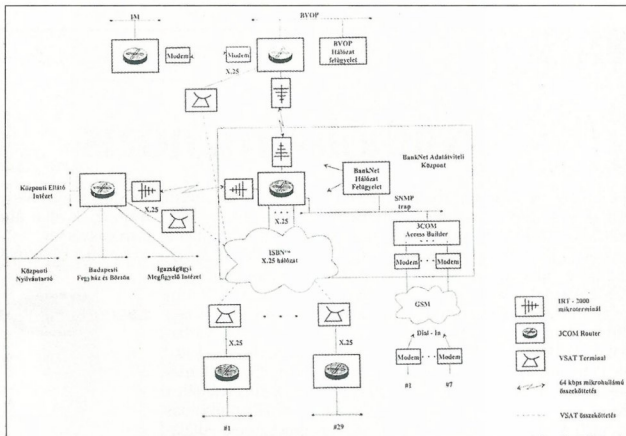 IM
BVOP
Modem
Modem
X.25
BVOP
Hálózat
felügyelet
BankNet Adatátviteli
Központ
BankNet
Hálózat
Felügyelet
SNMP
trap
Központi Ellátó
Intézet
X.25
X.25
3COM
Access Builder
Modem
Modem
ISBN
X.25 hálózat
Központi
Nyilvántartó
Budapesti
Fegyház és Börtön
Igazságügyi
Megfigyelő Intézet
GSM
Dial - In
Modem
Modem
#1
#7
X.25
X.25
#1
#29
IRT - 2000
mikroterminál
3COM Router
VSAT Terminal
64 kbps mikrohullámú
összeköttetés
VSAT összeköttetés